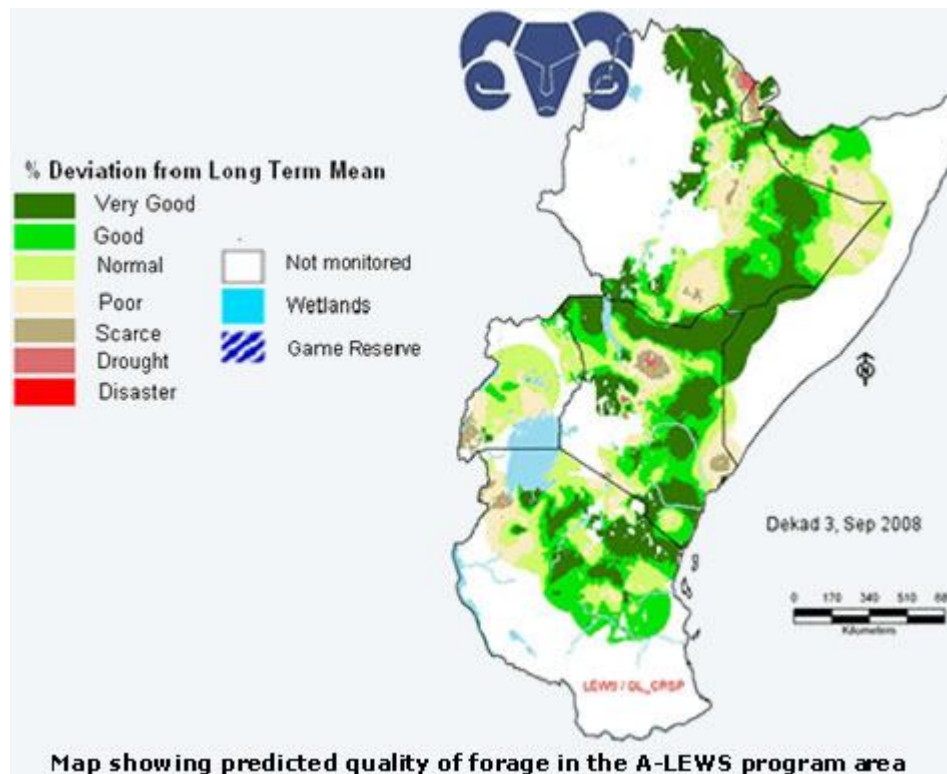 % Deviation from Long Term Mean
Very Good
Good
Normal
Poor
Scarce
Drought
Disaster
Not monitored
Wetlands
Game Reserve
N
Dekad 3, Sep 2008
0 170 340 510 68
Kilometers
LEWS / GL_CRSP
Map showing predicted quality of forage in the A-LEWS program area